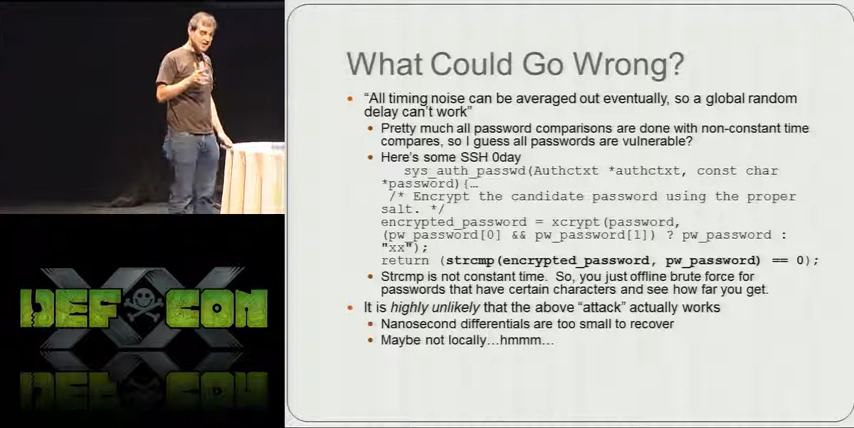 What Could Go Wrong?
“All timing noise can be averaged out eventually, so a global random
delay can’t work”
Pretty much all password comparisons are done with non-constant time
compares, so I guess all passwords are vulnerable?
Here’s some SSH 0day
sys_auth_passwd(Authctxt *authctxt, const char
*password){…
/* Encrypt the candidate password using the proper
salt. */
encrypted_password = xcrypt(password,
(pw_password[0] && pw_password[1]) ? pw_password :
"xx");
return (strcmp(encrypted_password, pw_password) == 0);
Strcmp is not constant time.  So, you just offline brute force for
passwords that have certain characters and see how far you get.
It is highly unlikely that the above “attack” actually works
Nanosecond differentials are too small to recover
Maybe not locally…hmmm…
DEF CON
XX